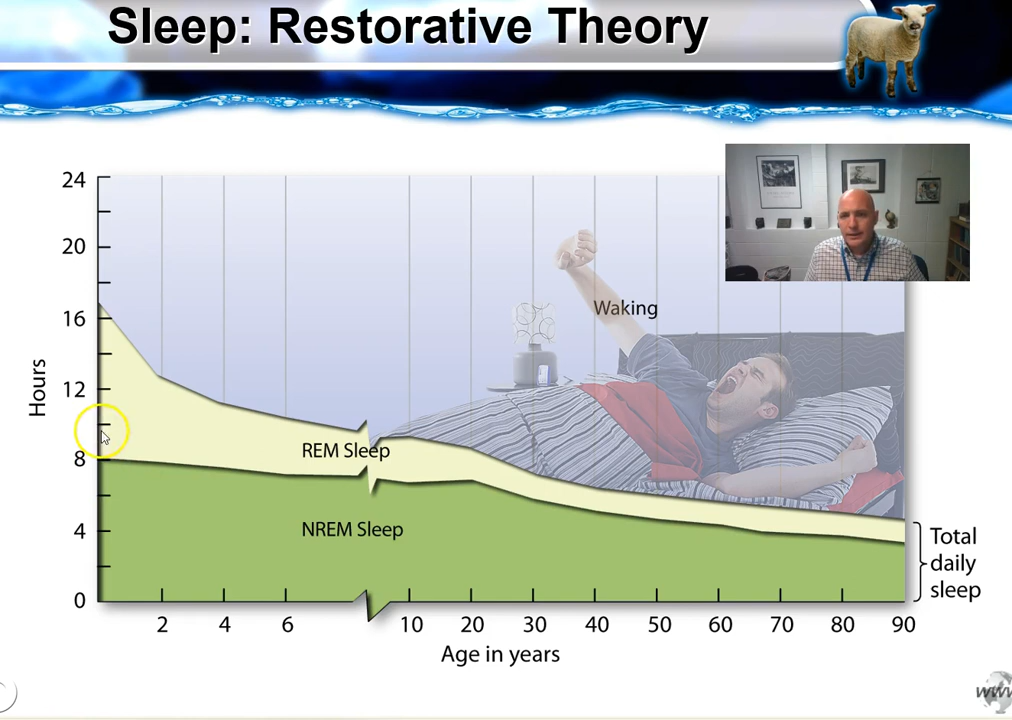 Sleep: Restorative Theory
24
20
16
12
8
4
0
Hours
Waking
REM Sleep
NREM Sleep
Total
daily
sleep
2 4 6 10 20 30 40 50 60 70 80 90
Age in years
www